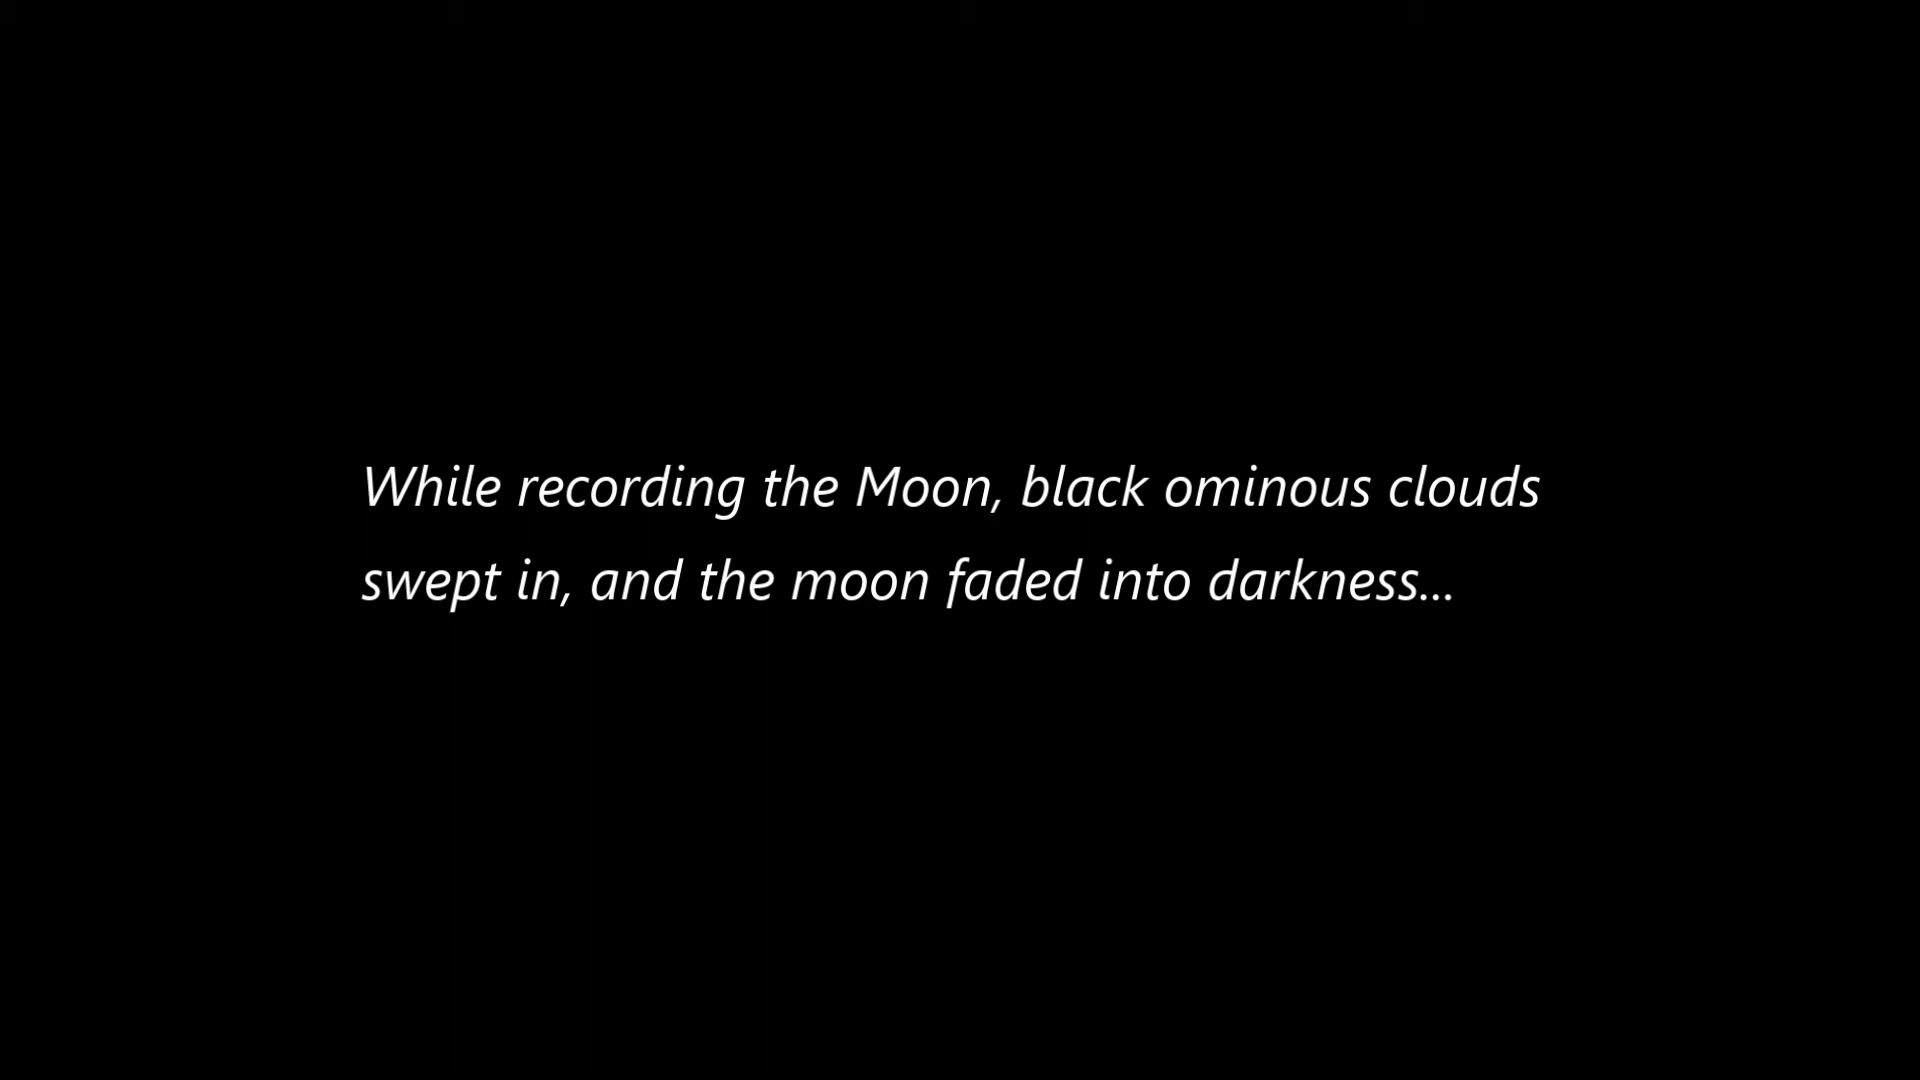 While recording the Moon, black ominous clouds
swept in, and the moon faded into darkness...